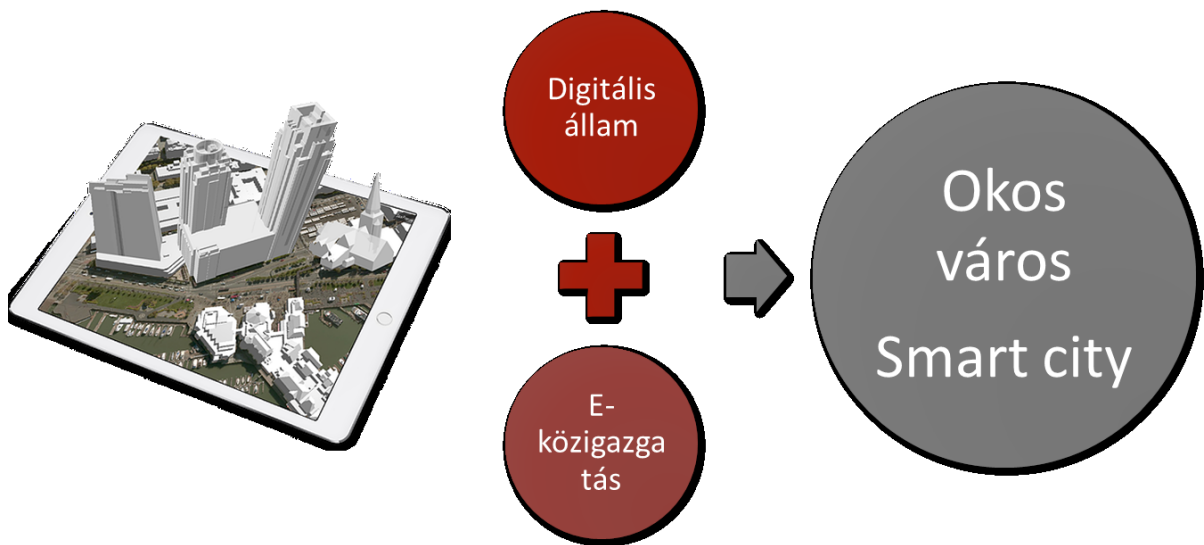 Digitális
állam
E-
közigazga
tás
Okos
város
Smart city